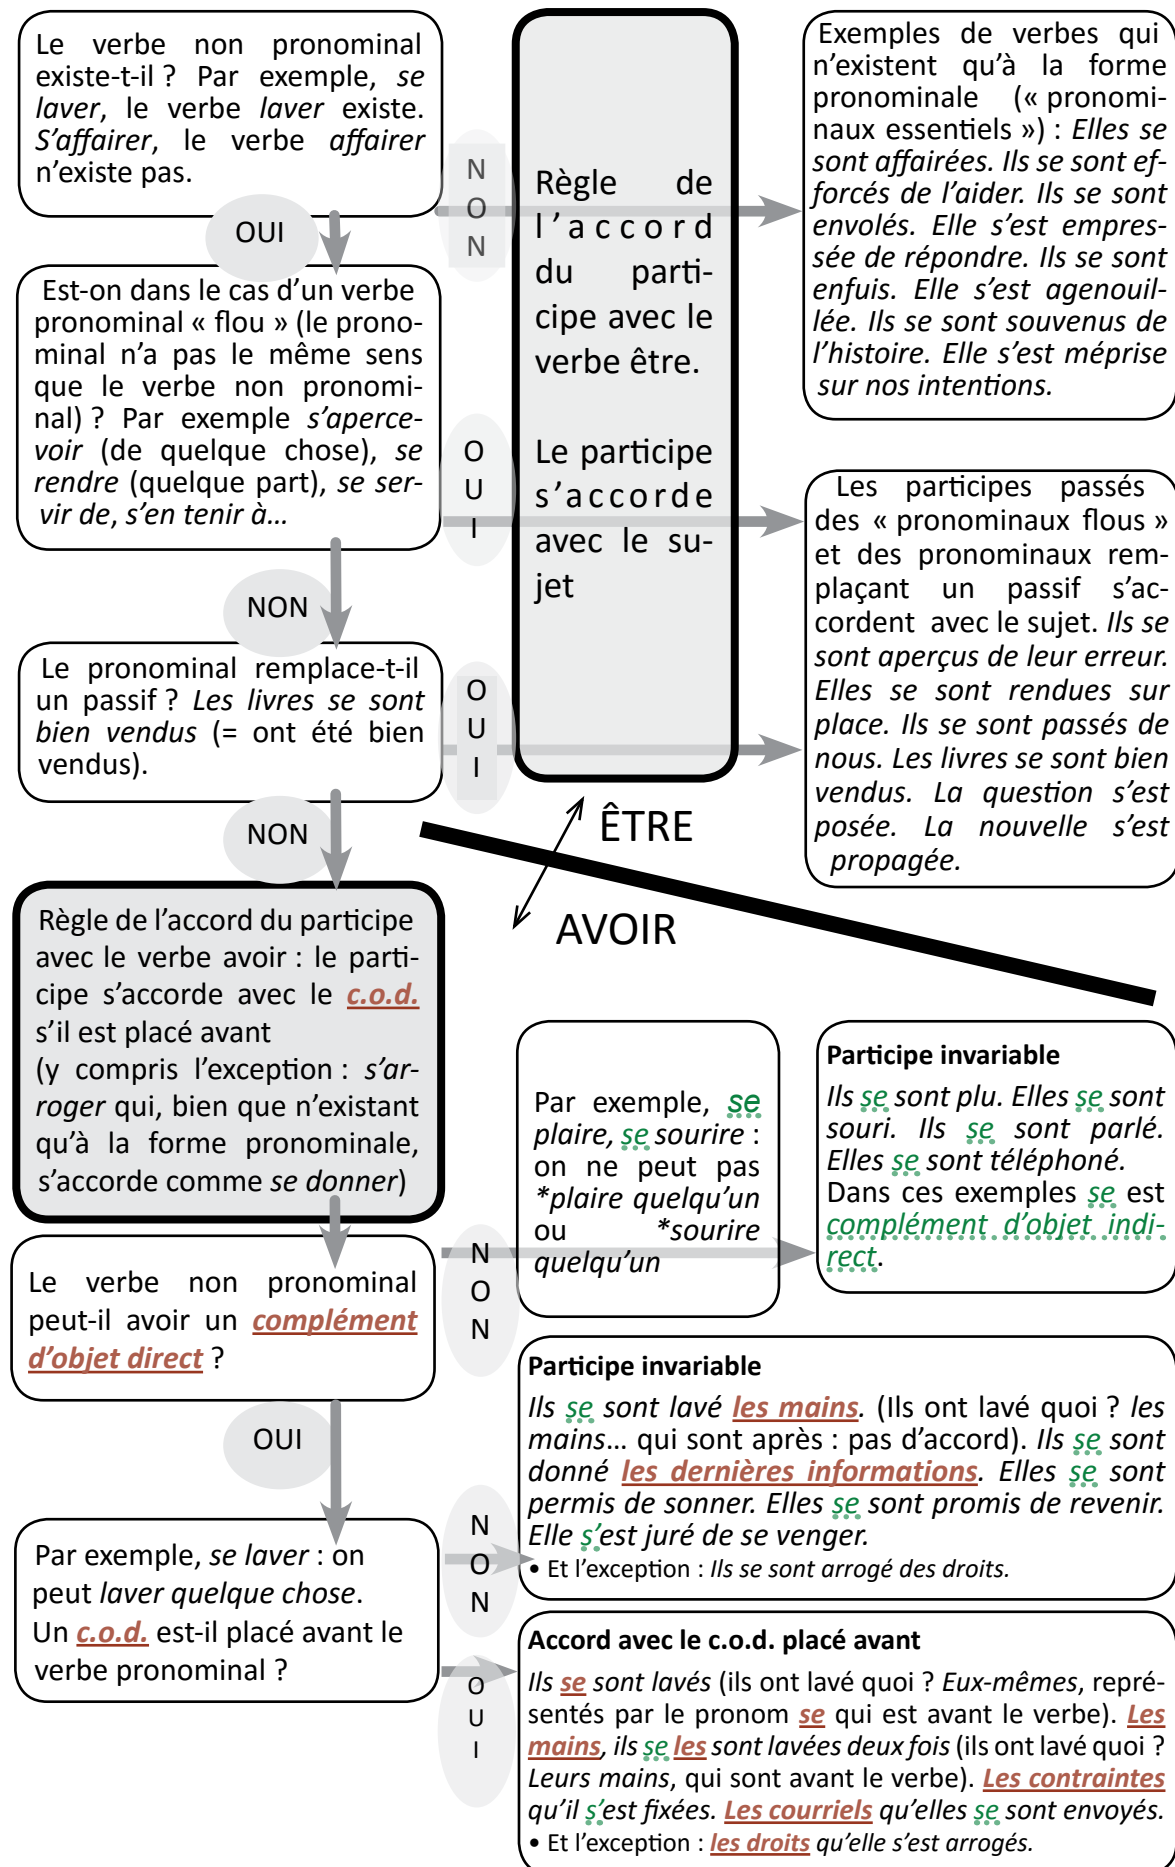 Le verbe non pronominal
existe-t-il ? Par exemple, se
laver, le verbe laver existe.
S'affairer, le verbe affairer
n'existe pas.
NON
OUI
Règle de
l'accord
du parti-
cipe avec le
verbe être.
Le participe
s'accorde
avec le su-
jet
Exemples de verbes qui
n'existent qu'à la forme
pronominale (« pronomi-
naux essentiels ») : Elles se
sont affairées. Ils se sont ef-
forcés de l'aider. Ils se sont
envolés. Elle s'est empres-
sée de répondre. Ils se sont
enfuis. Elle s'est agenouil-
lée. Ils se sont souvenus de
l'histoire. Elle s'est méprise
sur nos intentions.
Est-on dans le cas d'un verbe
pronominal « flou » (le prono-
minal n'a pas le même sens
que le verbe non pronomi-
nal) ? Par exemple s'aperce-
voir (de quelque chose), se
rendre (quelque part), se ser-
vir de, s'en tenir à…
OUI
NON
Les participes passés
des « pronominaux flous »
et des pronominaux rem-
plaçant un passif s'ac-
cordent avec le sujet. Ils se
sont aperçus de leur erreur.
Elles se sont rendues sur
place. Ils se sont passés de
nous. Les livres se sont bien
vendus. La question s'est
posée. La nouvelle s'est
propagée.
Le pronominal remplace-t-il
un passif ? Les livres se sont
bien vendus (= ont été bien
vendus).
OUI
NON
ÊTRE
AVOIR
Règle de l'accord du participe
avec le verbe avoir : le parti-
cipe s'accorde avec le c.o.d.
s'il est placé avant
(y compris l'exception : s'ar-
roger qui, bien que n'existant
qu'à la forme pronominale,
s'accorde comme se donner)
Le verbe non pronominal
peut-il avoir un complément
d'objet direct ?
NON
Par exemple, se
plaire, se sourire :
on ne peut pas
*plaire quelqu'un
ou *sourire
quelqu'un
Participe invariable
Ils se sont plu. Elles se sont
souri. Ils se sont parlé.
Elles se sont téléphoné.
Dans ces exemples se est
complément d'objet indi-
rect.
OUI
Par exemple, se laver : on
peut laver quelque chose.
Un c.o.d. est-il placé avant le
verbe pronominal ?
NON
Participe invariable
Ils se sont lavé les mains. (Ils ont lavé quoi ? les
mains… qui sont après : pas d'accord). Ils se sont
donné les dernières informations. Elles se sont
permis de sonner. Elles se sont promis de revenir.
Elle s'est juré de se venger.
• Et l'exception : Ils se sont arrogé des droits.
OUI
Accord avec le c.o.d. placé avant
Ils se sont lavés (ils ont lavé quoi ? Eux-mêmes, repré-
sentés par le pronom se qui est avant le verbe). Les
mains, ils se les sont lavées deux fois (ils ont lavé quoi ?
Leurs mains, qui sont avant le verbe). Les contraintes
qu'il s'est fixées. Les courriels qu'elles se sont envoyés.
• Et l'exception : les droits qu'elle s'est arrogés.